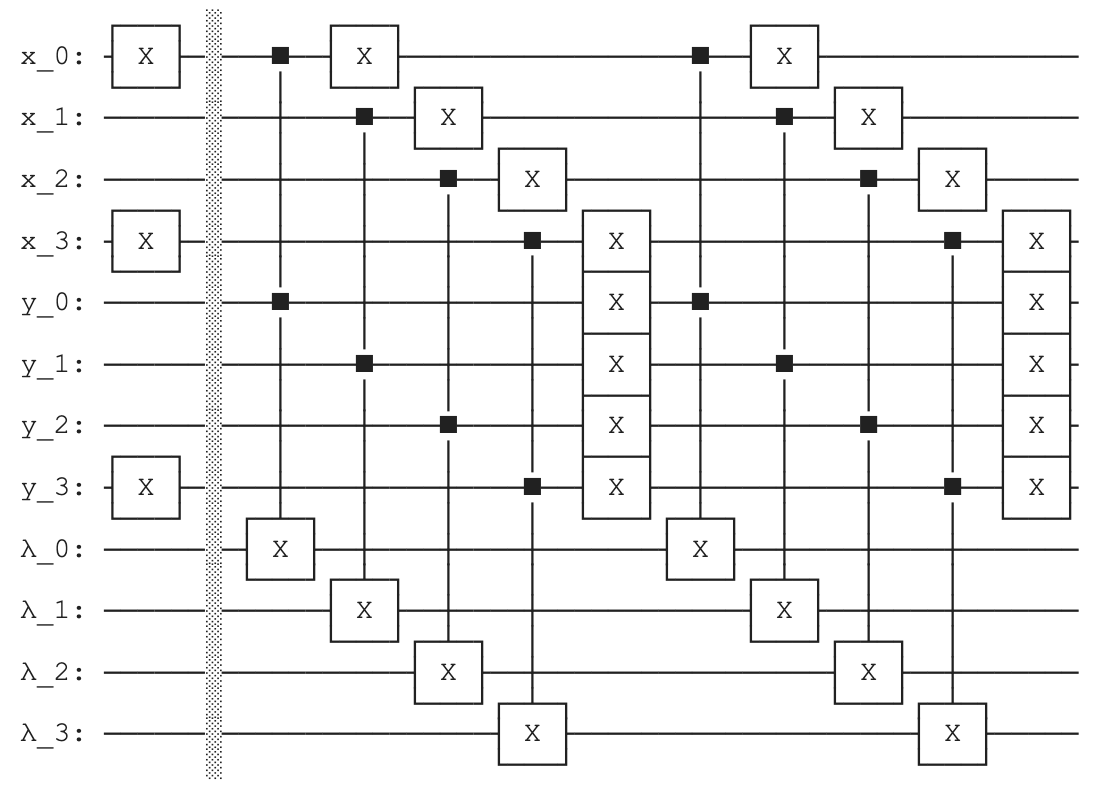 x_0: X X X
x_1: X X
x_2: X X
x_3: X X X
y_0: X X
y_1: X X
y_2: X X
y_3: X X X
λ_0: X X
λ_1: X X
λ_2: X X
λ_3: X X